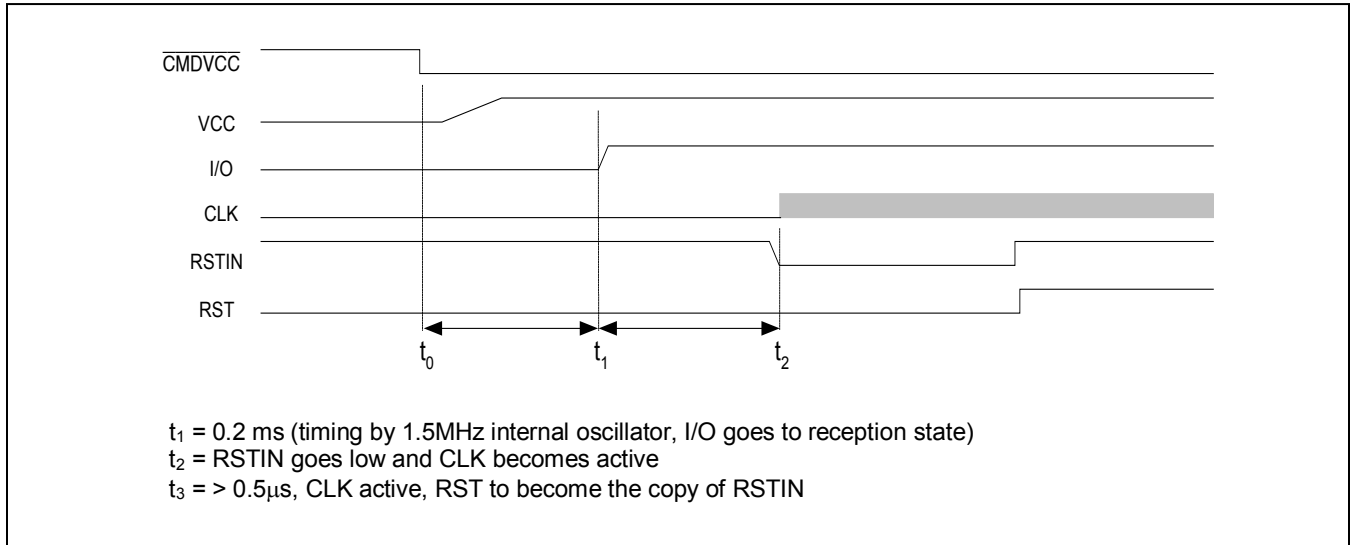 CMDVCC
VCC
I/O
CLK
RSTIN
RST
t₀ t₁ t₂
t₁ = 0.2 ms (timing by 1.5MHz internal oscillator, I/O goes to reception state)
t₂ = RSTIN goes low and CLK becomes active
t₃ = > 0.5μs, CLK active, RST to become the copy of RSTIN